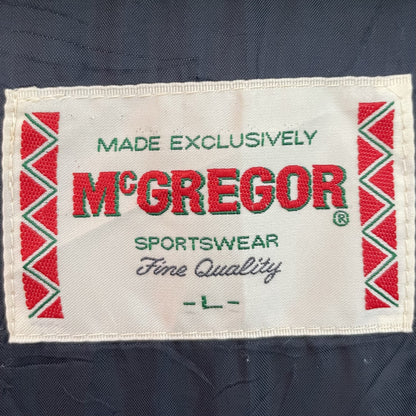 MADE EXCLUSIVELY
McGREGOR®
SPORTSWEAR
Fine Quality
-L-